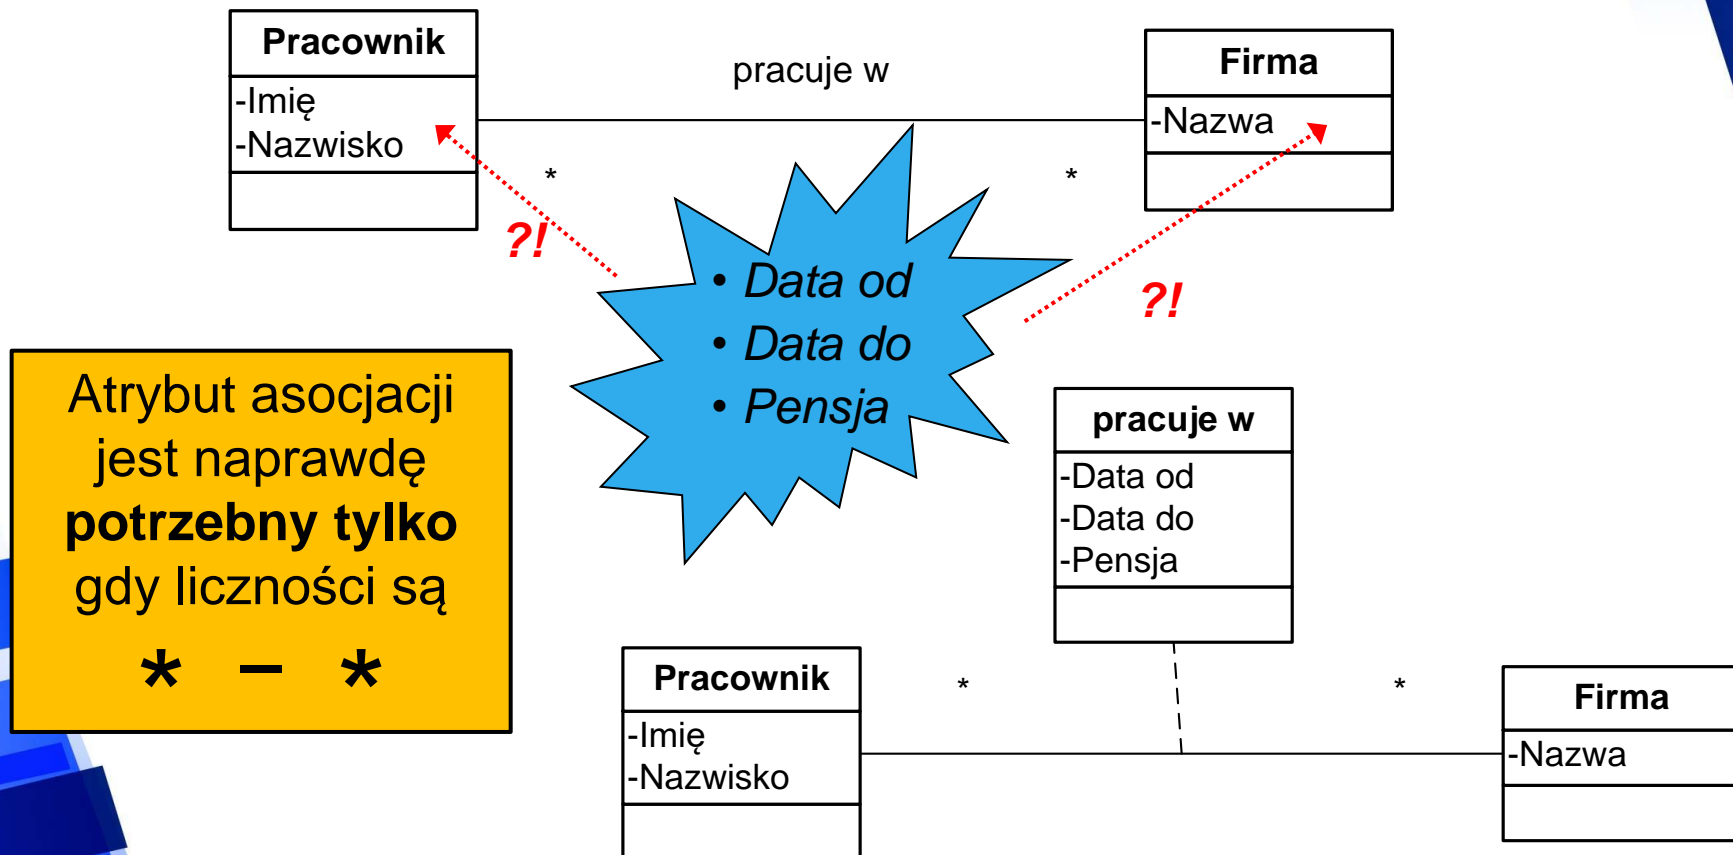 Pracownik
-Imię
-Nazwisko
pracuje w
*
*
Firma
-Nazwa
?!
?!
• Data od
• Data do
• Pensja
Atrybut asocjacji
jest naprawdę
potrzebny tylko
gdy liczności są
* – *
pracuje w
-Data od
-Data do
-Pensja
Pracownik
-Imię
-Nazwisko
*
*
Firma
-Nazwa